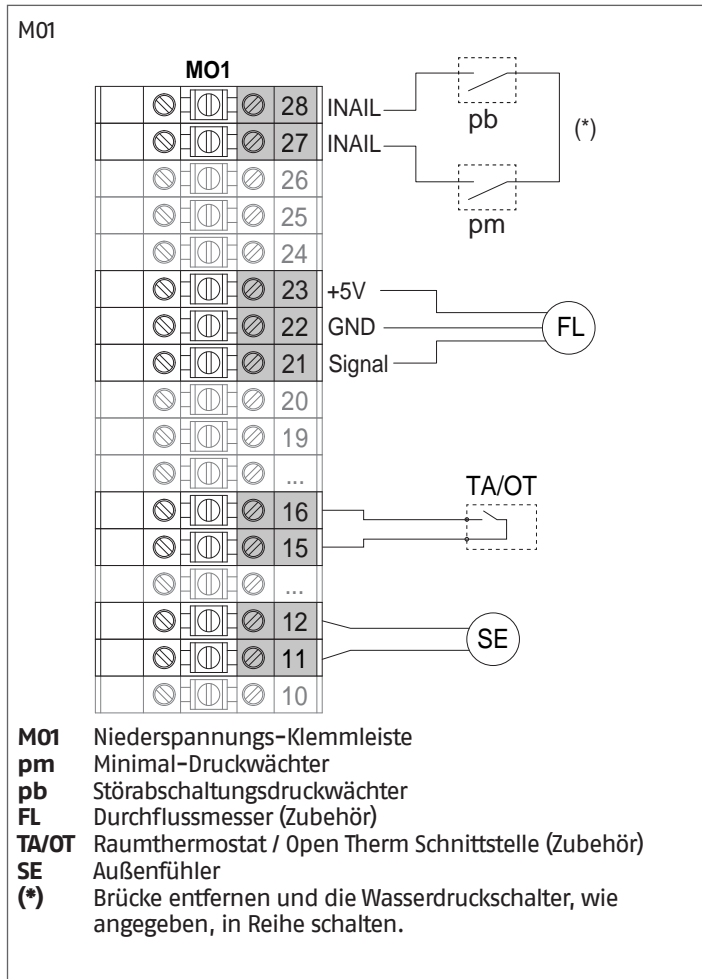 M01
MO1
28 INAIL
pb
(*)
27 INAIL
26
pm
25
24
23 +5V
22 GND
FL
21 Signal
20
19
...
TA/OT
16
15
...
12
SE
11
10
M01 Niederspannungs-Klemmleiste
pm Minimal-Druckwächter
pb Störabschaltungsdruckwächter
FL Durchflussmesser (Zubehör)
TA/OT Raumthermostat / Open Therm Schnittstelle (Zubehör)
SE Außenfühler
(*) Brücke entfernen und die Wasserdruckschalter, wie
angegeben, in Reihe schalten.